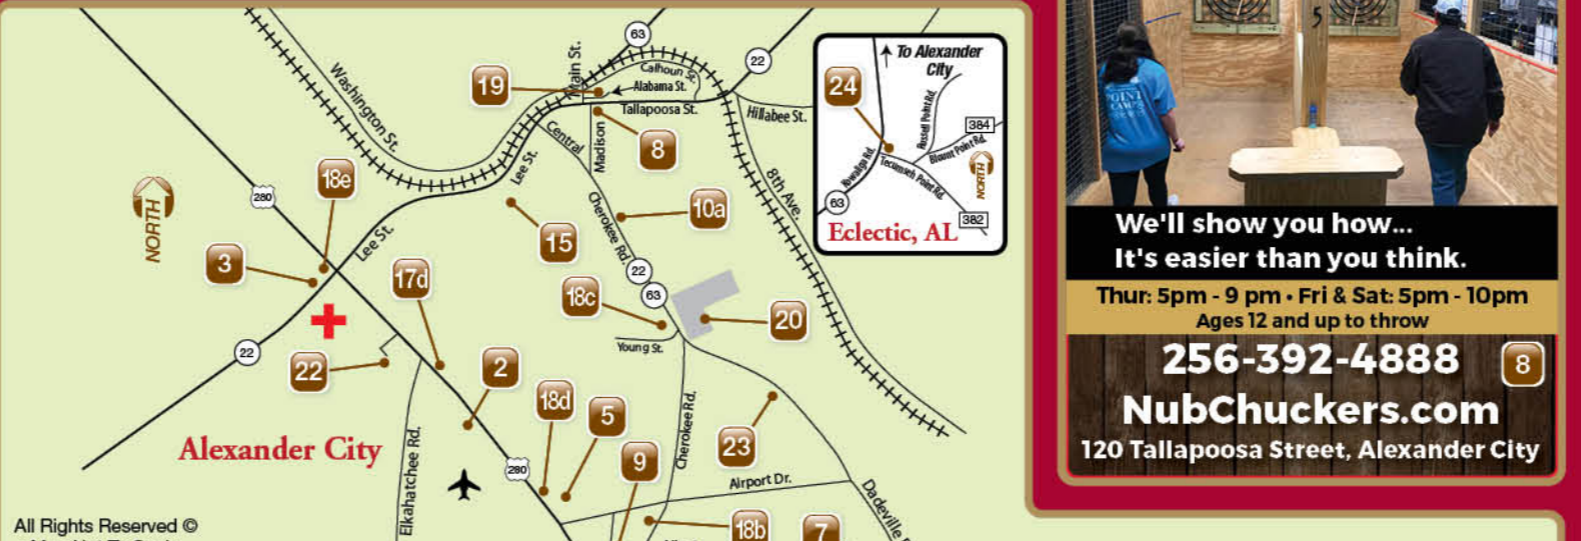 63
Main St.
Calhoun St.
22
19
Alabama St.
Tallapoosa St.
Hillabee St.
Washington St.
Central
Madison
8
Lee St.
8th Ave.
18e
280
NORTH
Cherokee Rd.
10a
15
Lee St.
3
17d
22
63
18c
20
Young St.
22
22
2
18d
5
Cherokee Rd.
23
9
Alexander City
Elkahatchee Rd.
280
Airport Dr.
Dadeville
18b
7
All Rights Reserved ©
To Alexander
City
24
Russell Point Rd.
384
Blount Point Rd.
Kowaliga Rd.
Tecumseh Point Rd.
NORTH
63
382
Eclectic, AL
5
We'll show you how...
It's easier than you think.
Thur: 5pm - 9 pm • Fri & Sat: 5pm - 10pm
Ages 12 and up to throw
256-392-4888
8
NubChuckers.com
120 Tallapoosa Street, Alexander City